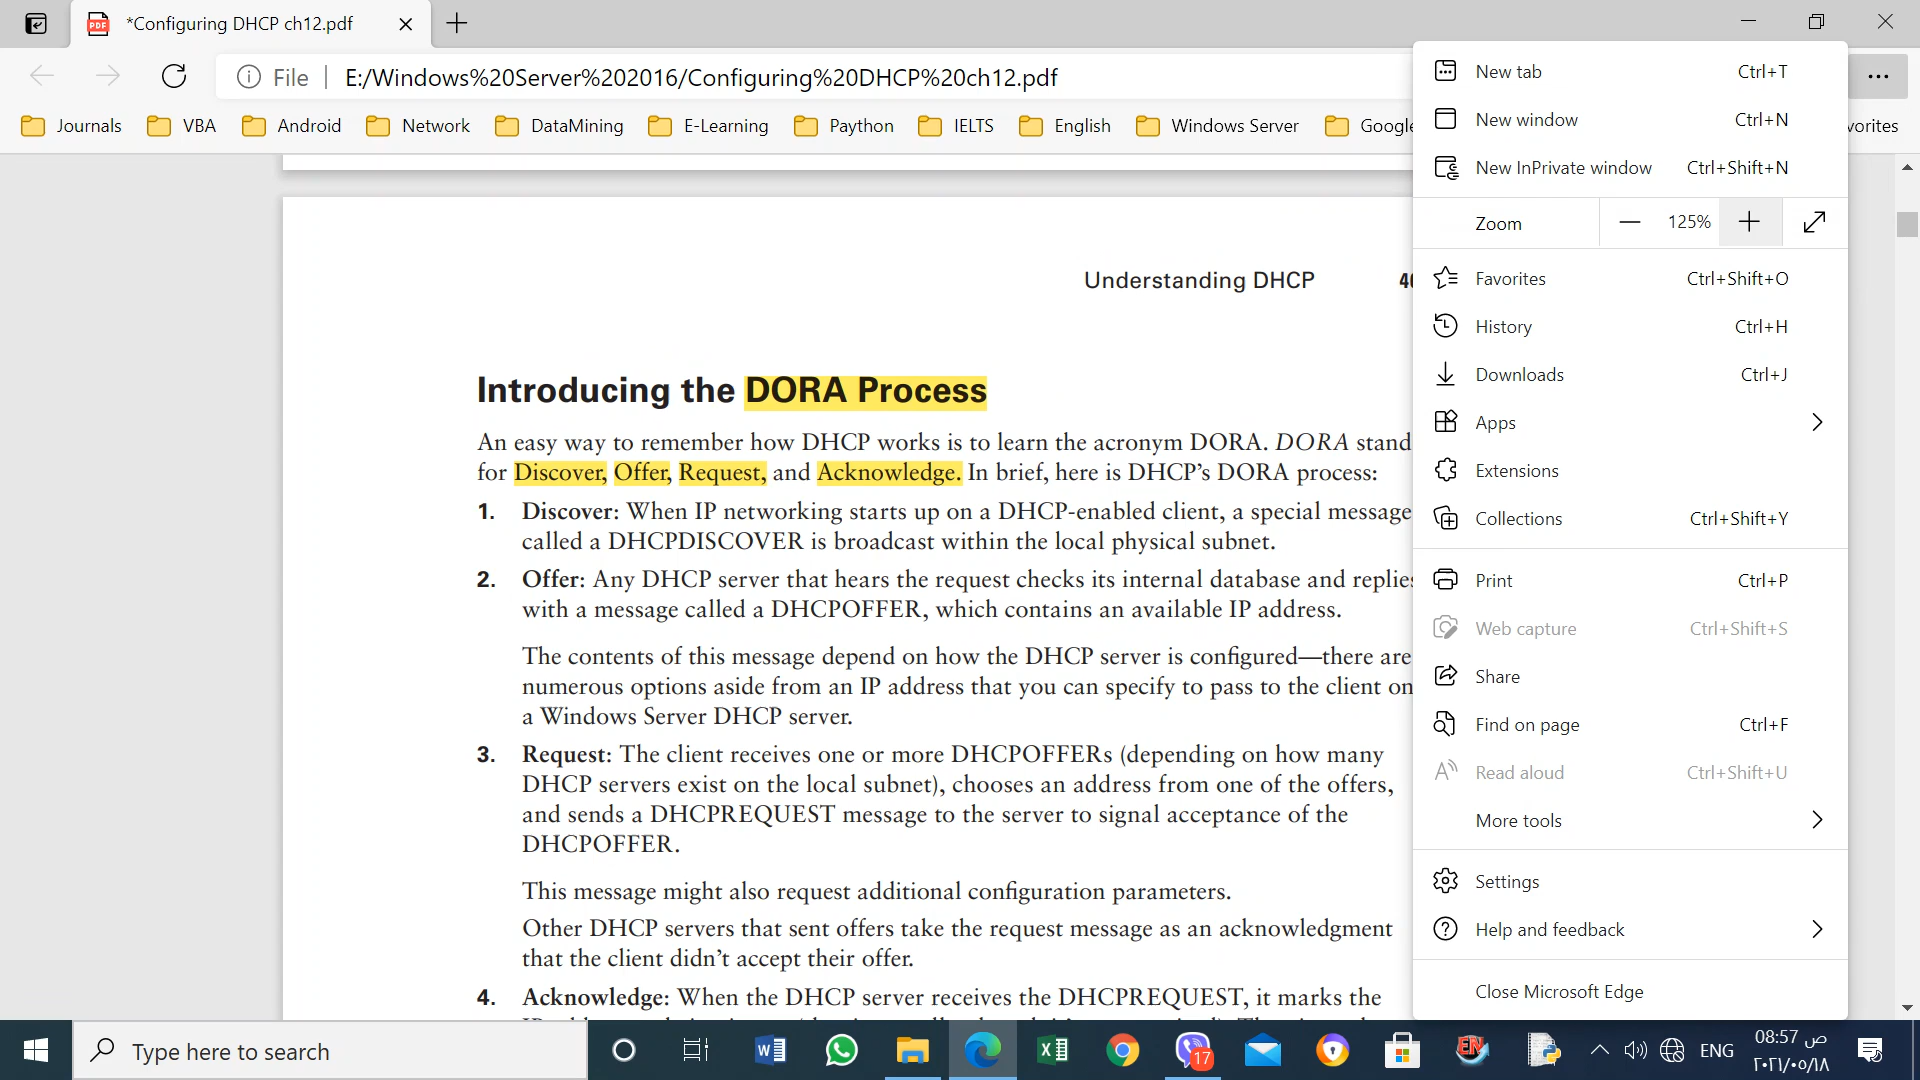 *Configuring DHCP ch12.pdf
File
E:/Windows%20Server%202016/Configuring%20DHCP%20ch12.pdf
Journals
VBA
Android
Network
DataMining
E-Learning
Paython
IELTS
English
Windows Server
Google
vorites
New tab Ctrl+T
New window Ctrl+N
New InPrivate window Ctrl+Shift+N
Zoom 125%
Favorites Ctrl+Shift+O
History Ctrl+H
Downloads Ctrl+J
Apps
Extensions
Collections Ctrl+Shift+Y
Print Ctrl+P
Web capture Ctrl+Shift+S
Share
Find on page Ctrl+F
Read aloud Ctrl+Shift+U
More tools
Settings
Help and feedback
Close Microsoft Edge
Understanding DHCP
Introducing the DORA Process
An easy way to remember how DHCP works is to learn the acronym DORA. DORA stand
for Discover, Offer, Request, and Acknowledge. In brief, here is DHCP’s DORA process:
1. Discover: When IP networking starts up on a DHCP-enabled client, a special message
called a DHCPDISCOVER is broadcast within the local physical subnet.
2. Offer: Any DHCP server that hears the request checks its internal database and replies
with a message called a DHCPOFFER, which contains an available IP address.
The contents of this message depend on how the DHCP server is configured—there are
numerous options aside from an IP address that you can specify to pass to the client on
a Windows Server DHCP server.
3. Request: The client receives one or more DHCPOFFERs (depending on how many
DHCP servers exist on the local subnet), chooses an address from one of the offers,
and sends a DHCPREQUEST message to the server to signal acceptance of the
DHCPOFFER.
This message might also request additional configuration parameters.
Other DHCP servers that sent offers take the request message as an acknowledgment
that the client didn’t accept their offer.
4. Acknowledge: When the DHCP server receives the DHCPREQUEST, it marks the
Type here to search
17
ENG
08:57 ص
٢٠٢١/٠٥/١٨